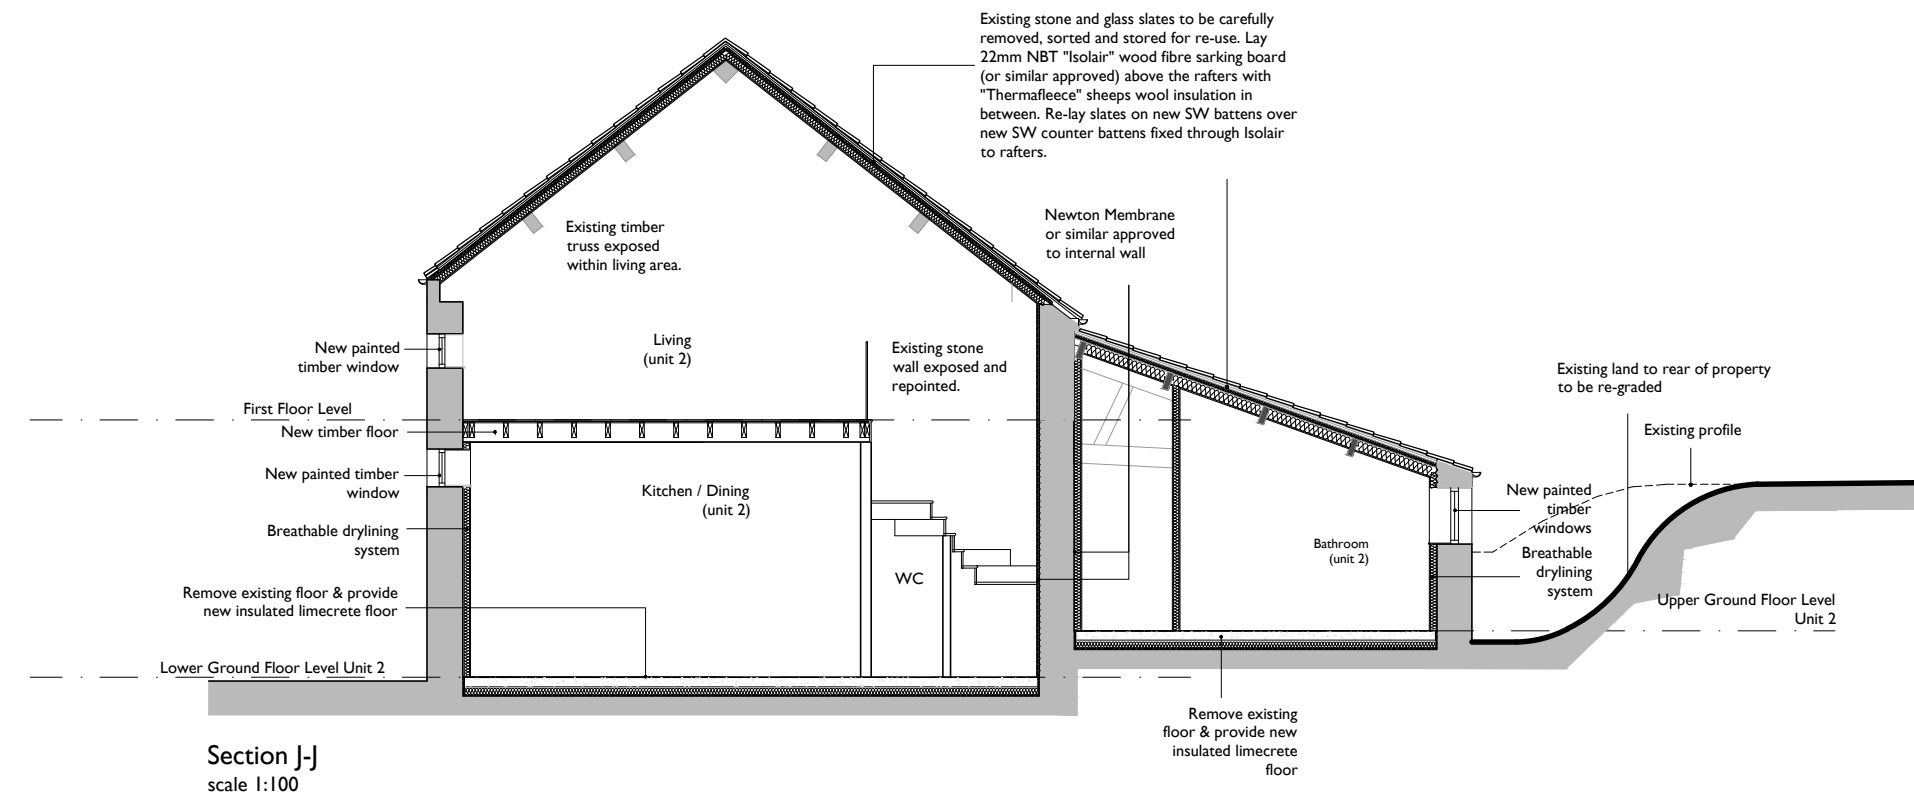 Existing stone and glass slates to be carefully
removed, sorted and stored for re-use. Lay
22mm NBT "Isolair" wood fibre sarking board
(or similar approved) above the rafters with
"Thermafleece" sheeps wool insulation in
between. Re-lay slates on new SW battens over
new SW counter battens fixed through Isolair
to rafters.
Newton Membrane
or similar approved
to internal wall
Existing timber
truss exposed
within living area.
Living
(unit 2)
Existing stone
wall exposed and
repointed.
New painted
timber window
First Floor Level
New timber floor
New painted timber
window
Breathable drylining
system
Kitchen / Dining
(unit 2)
WC
Remove existing floor & provide
new insulated limecrete floor
Lower Ground Floor Level Unit 2
Existing land to rear of property
to be re-graded
Existing profile
New painted
timber
windows
Bathroom
(unit 2)
Breathable
drylining
system
Upper Ground Floor Level
Unit 2
Remove existing
floor & provide new
insulated limecrete
floor
Section J-J
scale 1:100